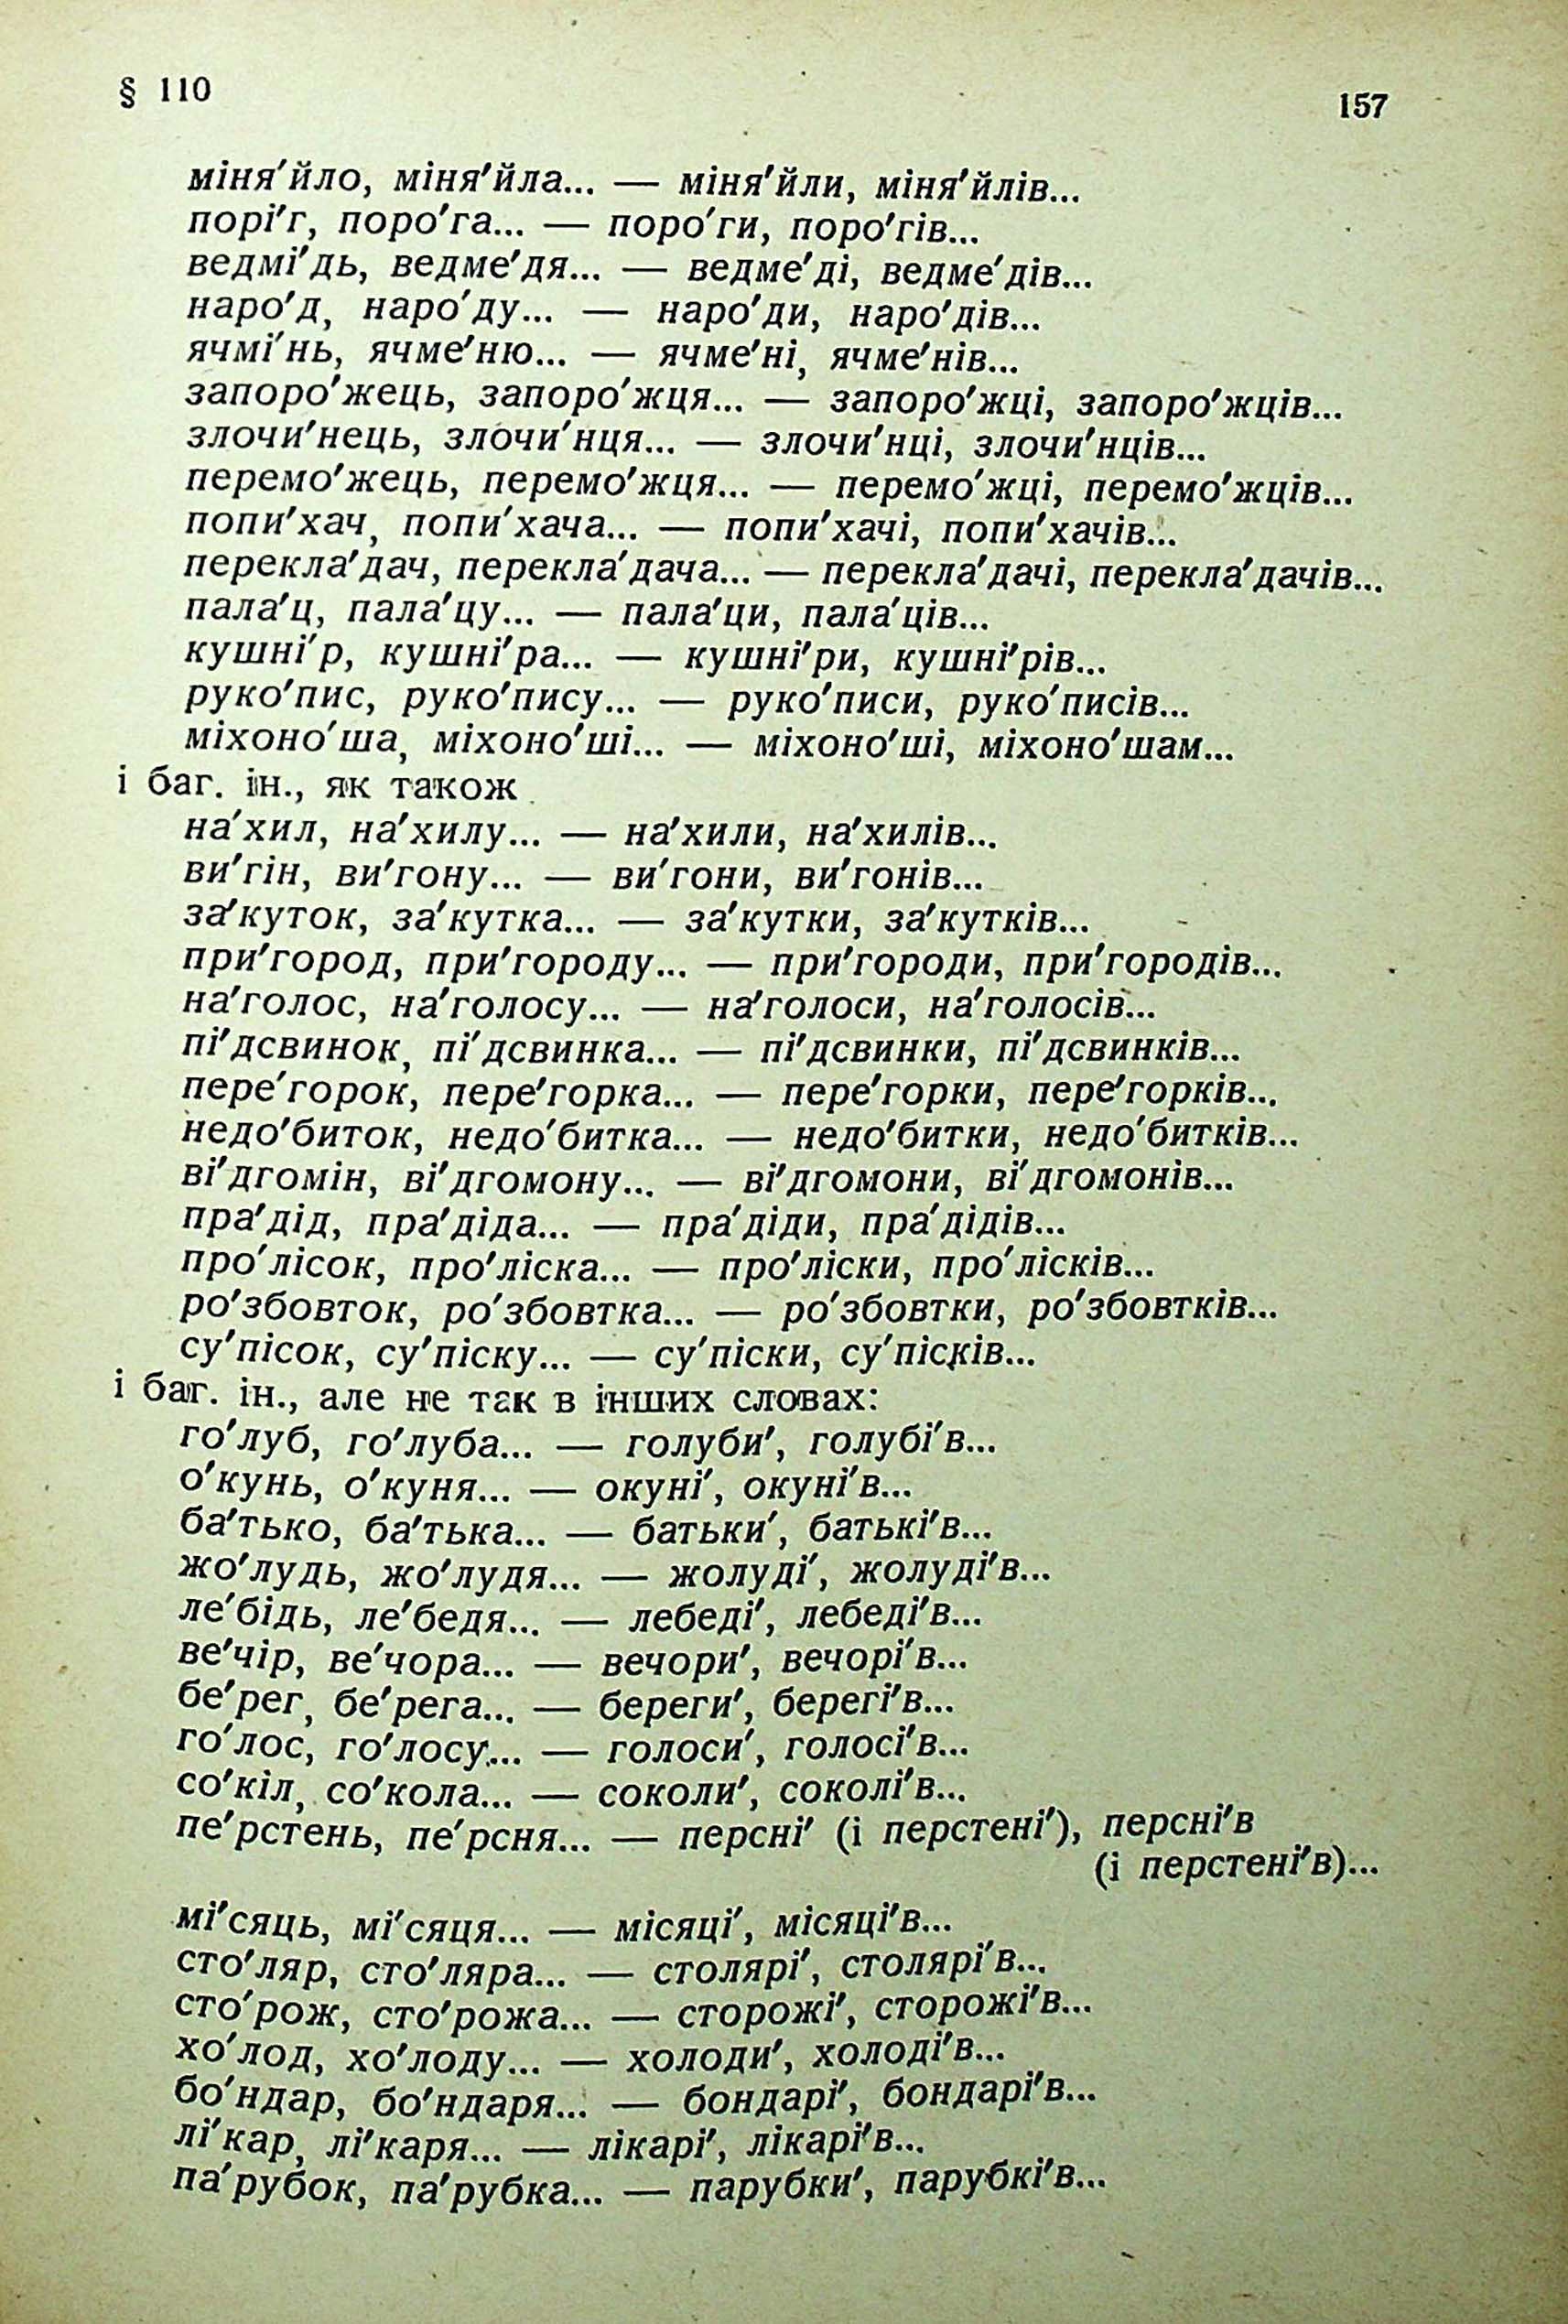 § 110
157
міня'йло, міня'йла... — міня'йли, міня'йлів...
порі'г, поро'га... — поро'ги, поро'гів...
ведмі'дь, ведме'дя... — ведме'ді, ведме'дів...
наро'д, наро'ду... — наро'ди, наро'дів...
ячмі'нь, ячме'ню... — ячме'ні, ячме'нів...
запоро'жець, запоро'жця... — запоро'жці, запоро'жців...
злочи'нець, злочи'нця... — злочи'нці, злочи'нців...
перемо'жець, перемо'жця... — перемо'жці, перемо'жців...
попи'хач, попи'хача... — попи'хачі, попи'хачів...
перекла'дач, перекла'дача... — перекла'дачі, перекла'дачів...
пала'ц, пала'цу... — пала'ци, пала'ців...
кушні'р, кушні'ра... — кушні'ри, кушні'рів...
руко'пис, руко'пису... — руко'писи, руко'писів...
міхоно'ша, міхоно'ші... — міхоно'ші, міхоно'шам...
і баг. ін., як також
на'хил, на'хилу... — на'хили, на'хилів...
ви'гін, ви'гону... — ви'гони, ви'гонів...
за'куток, за'кутка... — за'кутки, за'кутків...
при'город, при'городу... — при'городи, при'городів...
на'голос, на'голосу... — на'голоси, на'голосів...
пі'дсвинок, пі'дсвинка... — пі'дсвинки, пі'дсвинків...
пере'горок, пере'горка... — пере'горки, пере'горків...
недо'биток, недо'битка... — недо'битки, недо'битків...
ві'дгомін, ві'дгомону... — ві'дгомони, ві'дгомонів...
пра'дід, пра'діда... — пра'діди, пра'дідів...
про'лісок, про'ліска... — про'ліски, про'лісків...
ро'збовток, ро'збовтка... — ро'збовтки, ро'збовтків...
су'пісок, су'піску... — су'піски, су'пісків...
і баг. ін., але не так в інших словах:
го'луб, го'луба... — голуби', голубі'в...
о'кунь, о'куня... — окуні', окуні'в...
ба'тько, ба'тька... — батьки', батькі'в...
жо'лудь, жо'лудя... — жолуді', жолуді'в...
ле'бідь, ле'бедя... — лебеді', лебеді'в...
ве'чір, ве'чора... — вечори', вечорі'в...
бе'рег, бе'рега... — береги', берегі'в...
го'лос, го'лосу... — голоси', голосі'в...
со'кіл, со'кола... — соколи', соколі'в...
пе'рстень, пе'рсня... — персні' (і перстені'), персні'в
(і перстені'в)...
мі'сяць, мі'сяця... — місяці', місяці'в...
сто'ляр, сто'ляра... — столярі', столярі'в...
сто'рож, сто'рожа... — сторожі', сторожі'в...
хо'лод, хо'лоду... — холоди', холоді'в...
бо'ндар, бо'ндаря... — бондарі', бондарі'в...
лі'кар, лі'каря... — лікарі', лікарі'в...
па'рубок, па'рубка... — парубки', парубкі'в...